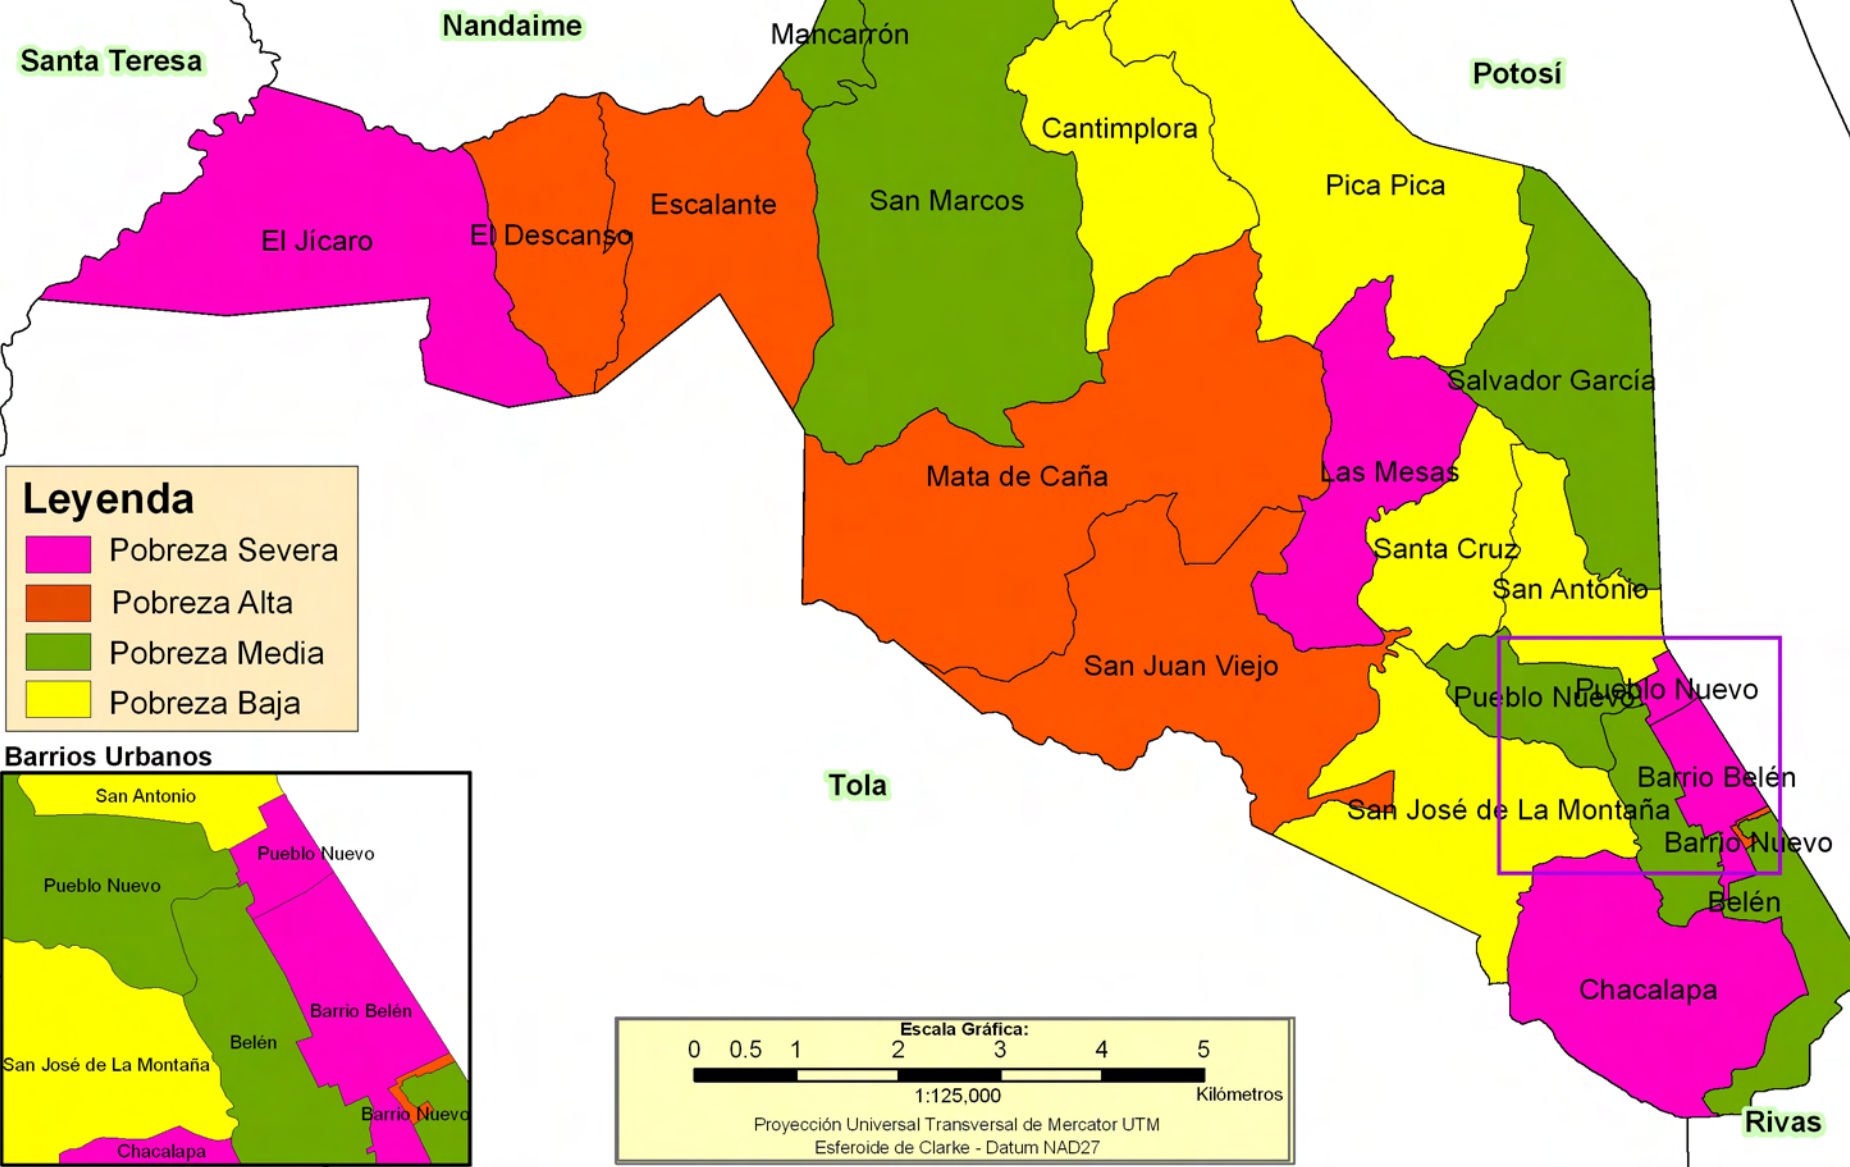 Nandaime
Mancarrón
Santa Teresa
Potosí
Cantimplora
Pica Pica
Escalante
San Marcos
El Jícaro
El Descanso
Salvador García
Mata de Caña
Las Mesas
Santa Cruz
San Antonio
San Juan Viejo
Pueblo Nuevo
Pueblo Nuevo
Barrio Belén
Tola
San José de La Montaña
Barrio Nuevo
Belén
Chacalapa
Rivas
Leyenda
Pobreza Severa
Pobreza Alta
Pobreza Media
Pobreza Baja
Barrios Urbanos
San Antonio
Pueblo Nuevo
Pueblo Nuevo
Barrio Belén
Belén
San José de La Montaña
Barrio Nuevo
Chacalapa
Escala Gráfica:
0 0.5 1 2 3 4 5
1:125,000 Kilómetros
Proyección Universal Transversal de Mercator UTM
Esferoide de Clarke - Datum NAD27